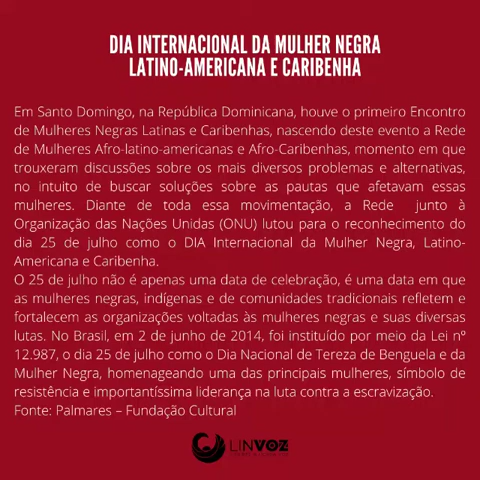 DIA INTERNACIONAL DA MULHER NEGRA
LATINO-AMERICANA E CARIBENHA
Em Santo Domingo, na República Dominicana, houve o primeiro Encontro
de Mulheres Negras Latinas e Caribenhas, nascendo deste evento a Rede
de Mulheres Afro-latino-americanas e Afro-Caribenhas, momento em que
trouxeram discussões sobre os mais diversos problemas e alternativas,
no intuito de buscar soluções sobre as pautas que afetavam essas
mulheres. Diante de toda essa movimentação, a Rede junto à
Organização das Nações Unidas (ONU) lutou para o reconhecimento do
dia 25 de julho como o DIA Internacional da Mulher Negra, Latino-
Americana e Caribenha.
O 25 de julho não é apenas uma data de celebração, é uma data em que
as mulheres negras, indígenas e de comunidades tradicionais refletem e
fortalecem as organizações voltadas às mulheres negras e suas diversas
lutas. No Brasil, em 2 de junho de 2014, foi instituído por meio da Lei nº
12.987, o dia 25 de julho como o Dia Nacional de Tereza de Benguela e da
Mulher Negra, homenageando uma das principais mulheres, símbolo de
resistência e importantíssima liderança na luta contra a escravização.
Fonte: Palmares – Fundação Cultural
LINVOZ